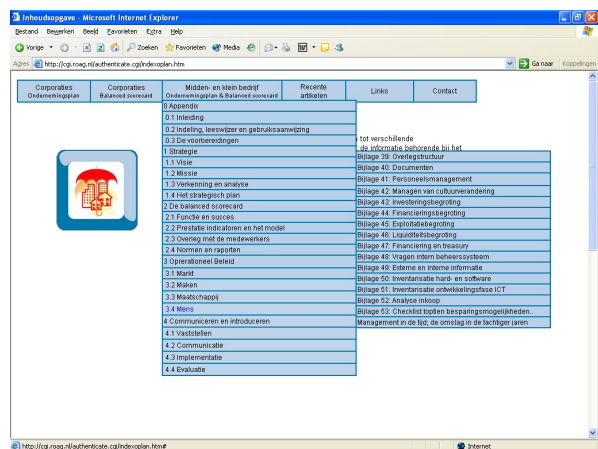 Inhoudsopgave - Microsoft Internet Explorer
Bestand Bewerken Beeld Favorieten Extra Help
Vorige Zoeken Favorieten Media
Adres http://cgi.roag.nl/authenticate.cgi/indexoplan.htm Ga naar Koppelingen
Corporaties
Ondernemingsplan
Corporaties
Balanced scorecard
Midden- en klein bedrijf
Ondernemingsplan & Balanced scorecard
Recente
artikelen
Links
Contact
0 Appendix
0.1 Inleiding
0.2 Indeling, leeswijzer en gebruiksaanwijzing
0.3 De voorbereidingen
1 Strategie
1.1 Visie
1.2 Missie
1.3 Verkenning en analyse
1.4 Het strategisch plan
2 De balanced scorecard
2.1 Functie en succes
2.2 Prestatie indicatoren en het model
2.3 Overleg met de medewerkers
2.4 Normen en raporten
3 Operationeel Beleid
3.1 Markt
3.2 Maken
3.3 Maatschappij
3.4 Mens
4 Communiceren en introduceren
4.1 Vaststellen
4.2 Communicatie
4.3 Implementatie
4.4 Evaluatie
tot verschillende
de informatie behorende bij het
Bijlage 39: Overlegstructuur
Bijlage 40: Documenten
Bijlage 41: Personeelsmanagement
Bijlage 42: Managen van cultuurverandering
Bijlage 43: Investeringsbegroting
Bijlage 44: Financieringsbegroting
Bijlage 45: Exploitatiebegroting
Bijlage 46: Liquiditeitsbegroting
Bijlage 47: Financiering en treasury
Bijlage 48: Vragen intern beheerssysteem
Bijlage 49: Externe en interne informatie
Bijlage 50: Inventarisatie hard- en software
Bijlage 51: Inventarisatie ontwikkelingsfase ICT
Bijlage 52: Analyse inkoop
Bijlage 53: Checklist toptien besparingsmogelijkheden..
Management in de tijd; de omslag in de tachtiger jaren
http://cgi.roag.nl/authenticate.cgi/indexoplan.htm# Internet